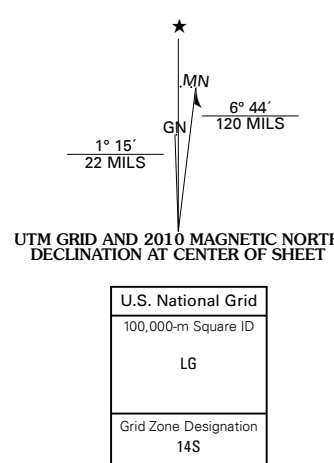 MN
GN
6° 44´
120 MILS
1° 15´
22 MILS
UTM GRID AND 2010 MAGNETIC NORTH
DECLINATION AT CENTER OF SHEET
U.S. National Grid
100,000-m Square ID
LG
Grid Zone Designation
14S